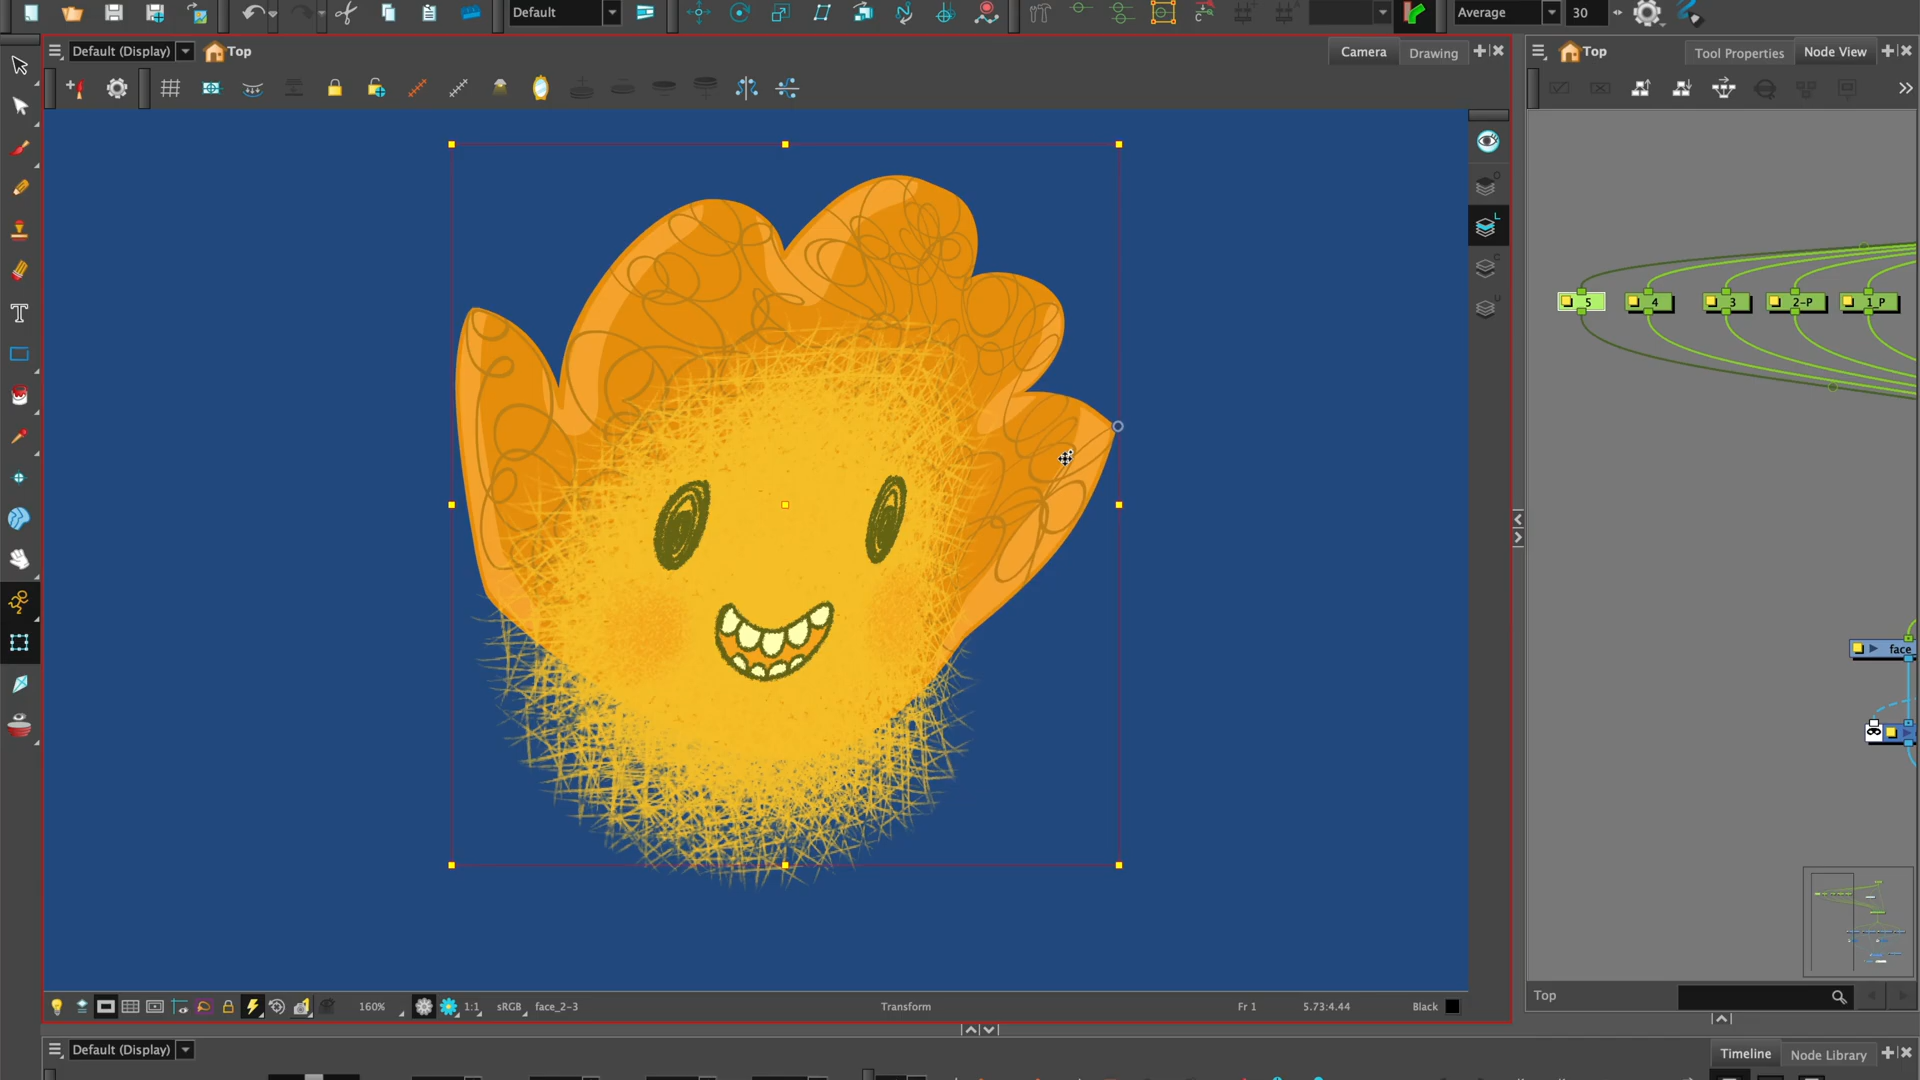 Default
Average
30
Default (Display)
Top
Camera
Drawing
Top
Tool Properties
Node View
5
4
3
2-P
1_P
face
160%
1:1
sRGB
face_2-3
Transform
Fr 1
5.73:4.44
Black
Top
Default (Display)
Timeline
Node Library